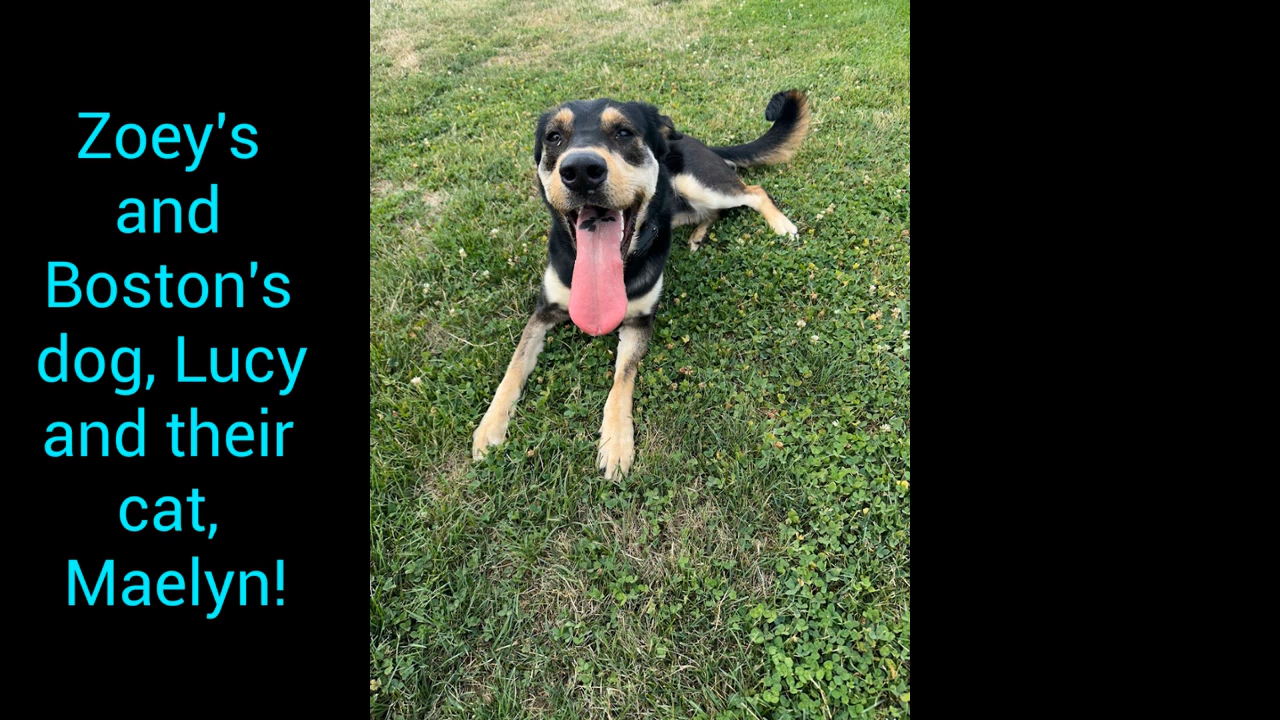 Zoey's
and
Boston's
dog, Lucy
and their
cat,
Maelyn!